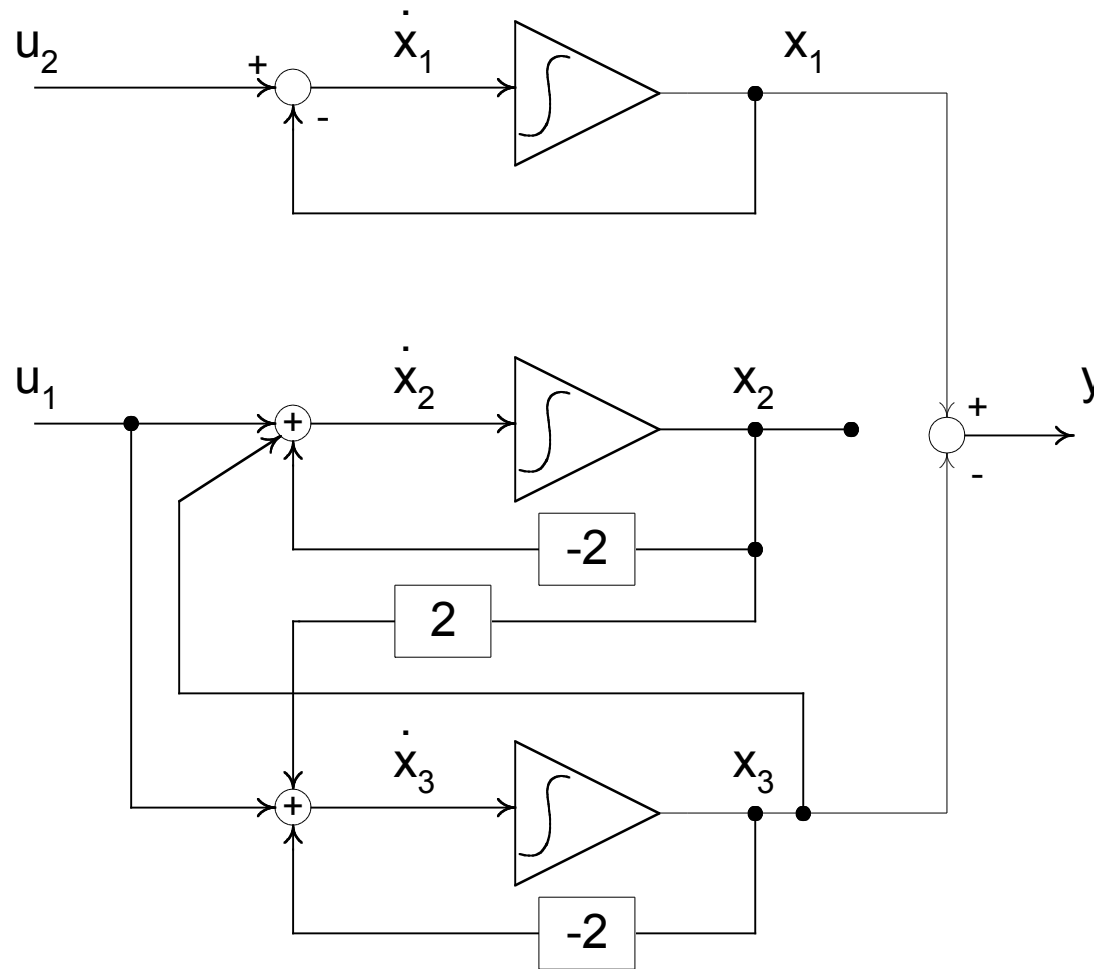 u₂ + - ẋ₁ x₁
u₁ + ẋ₂ x₂ + - y
-2
2
+ ẋ₃ x₃
-2